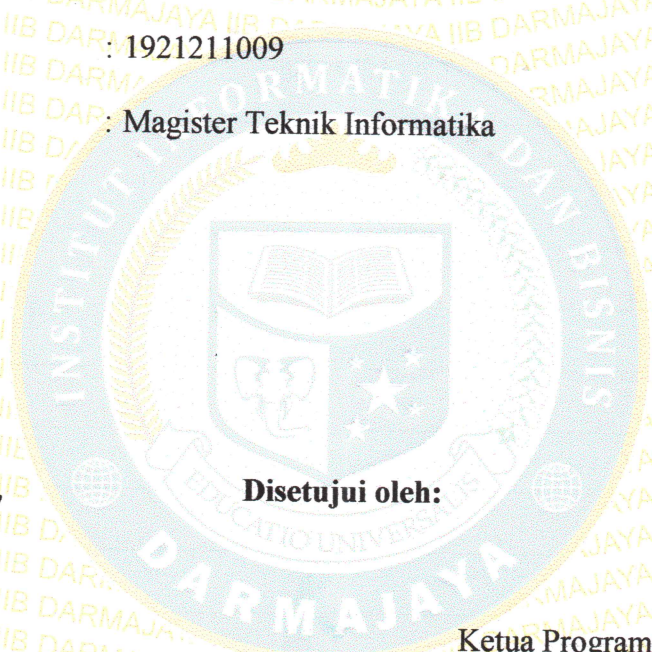 : 1921211009
: Magister Teknik Informatika
INSTITUT INFORMATIKA DAN BISNIS
EDUCATIO UNIVERSALIS
DARMAJAYA
Disetujui oleh:
Ketua Program